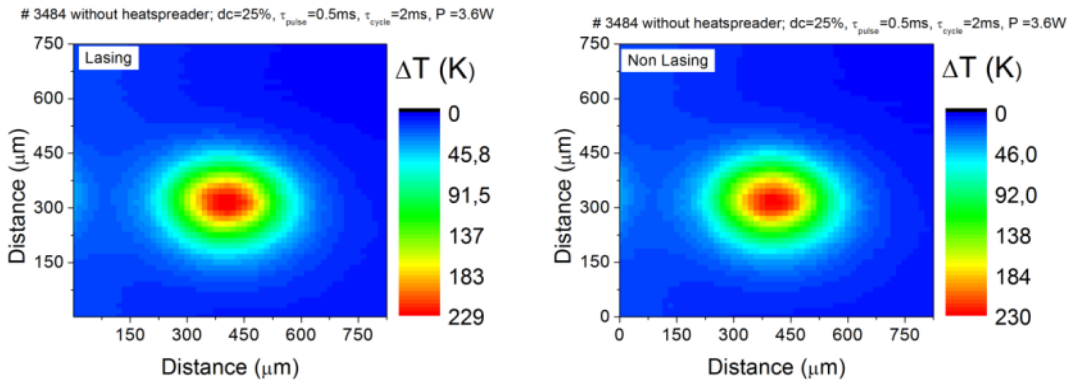 # 3484 without heatspreader; dc=25%, τpulse=0.5ms, τcycle=2ms, P =3.6W
Lasing
ΔT (K)
750
600
450
300
150
Distance (μm)
150 300 450 600 750
Distance (μm)
0
45,8
91,5
137
183
229
# 3484 without heatspreader; dc=25%, τpulse=0.5ms, τcycle=2ms, P =3.6W
Non Lasing
ΔT (K)
750
600
450
300
150
0
Distance (μm)
0 150 300 450 600 750
Distance (μm)
0
46,0
92,0
138
184
230